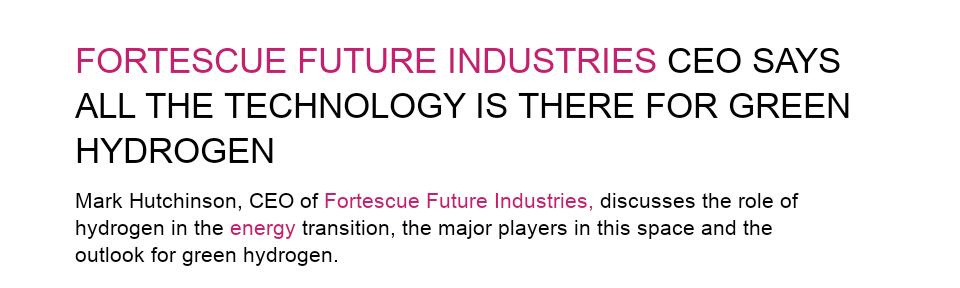 FORTESCUE FUTURE INDUSTRIES CEO SAYS
ALL THE TECHNOLOGY IS THERE FOR GREEN
HYDROGEN
Mark Hutchinson, CEO of Fortescue Future Industries, discusses the role of
hydrogen in the energy transition, the major players in this space and the
outlook for green hydrogen.